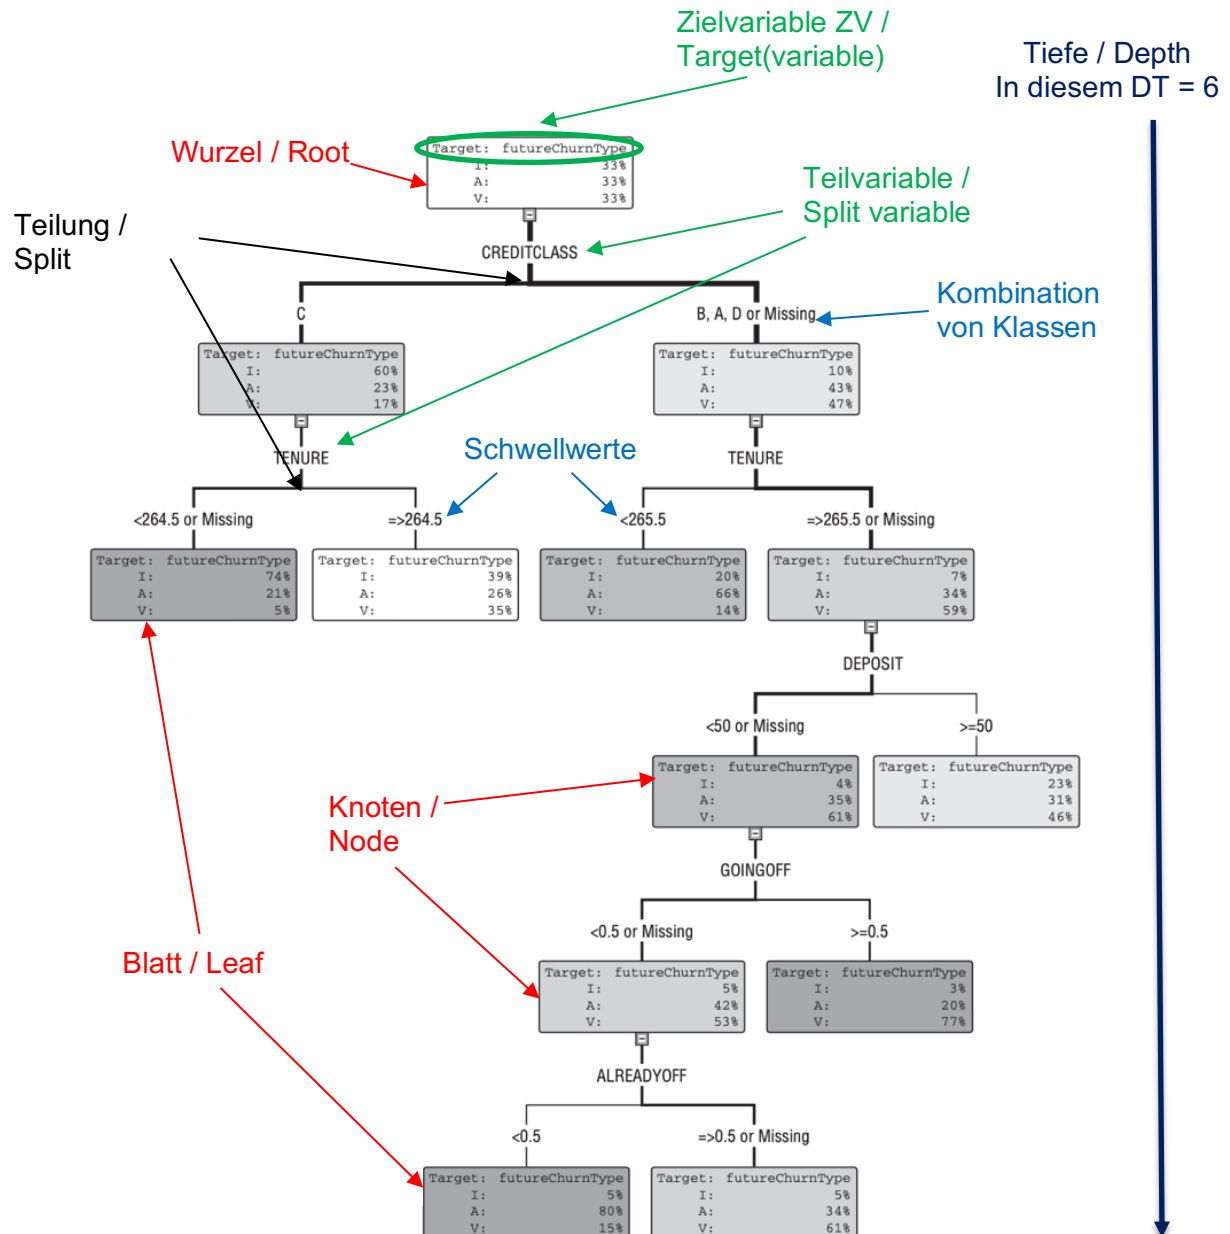 Zielvariable ZV /
Target(variable)
Tiefe / Depth
In diesem DT = 6
Wurzel / Root
Target: futureChurnType
I: 33%
A: 33%
V: 33%
Teilvariable /
Split variable
Teilung /
Split
CREDITCLASS
C
B, A, D or Missing
Kombination
von Klassen
Target: futureChurnType
I: 60%
A: 23%
V: 17%
Target: futureChurnType
I: 10%
A: 43%
V: 47%
TENURE
Schwellwerte
TENURE
<264.5 or Missing
=>264.5
<265.5
=>265.5 or Missing
Target: futureChurnType
I: 74%
A: 21%
V: 5%
Target: futureChurnType
I: 39%
A: 26%
V: 35%
Target: futureChurnType
I: 20%
A: 66%
V: 14%
Target: futureChurnType
I: 7%
A: 34%
V: 59%
DEPOSIT
<50 or Missing
>=50
Target: futureChurnType
I: 4%
A: 35%
V: 61%
Target: futureChurnType
I: 23%
A: 31%
V: 46%
Knoten /
Node
GOINGOFF
<0.5 or Missing
>=0.5
Blatt / Leaf
Target: futureChurnType
I: 5%
A: 42%
V: 53%
Target: futureChurnType
I: 3%
A: 20%
V: 77%
ALREADYOFF
<0.5
=>0.5 or Missing
Target: futureChurnType
I: 5%
A: 80%
V: 15%
Target: futureChurnType
I: 5%
A: 34%
V: 61%